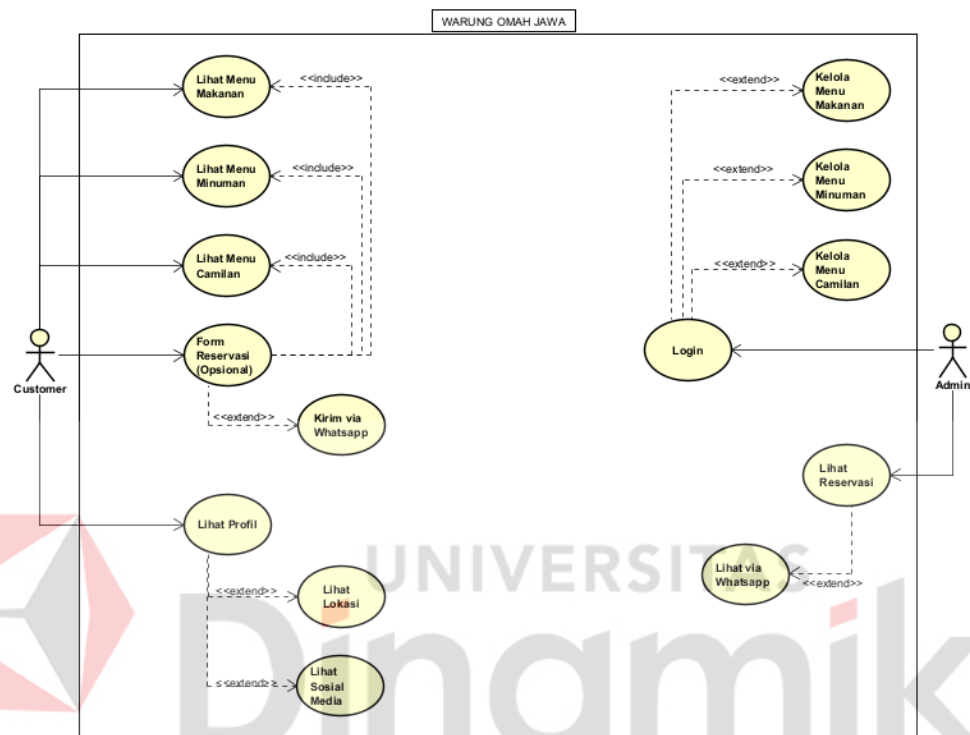 WARUNG OMAH JAWA
Lihat Menu
Makanan
<<include>>
Lihat Menu
Minuman
<<include>>
Lihat Menu
Camilan
<<include>>
Form
Reservasi
(Opsional)
Customer
<<extend>>
Kirim via
Whatsapp
Lihat Profil
<<extend>>
Lihat
Lokasi
<<extend>>
Lihat
Sosial
Media
<<extend>>
Kelola
Menu
Makanan
<<extend>>
Kelola
Menu
Minuman
<<extend>>
Kelola
Menu
Camilan
Login
Admin
Lihat
Reservasi
Lihat via
Whatsapp
<<extend>>
UNIVERSITAS
Dinamik